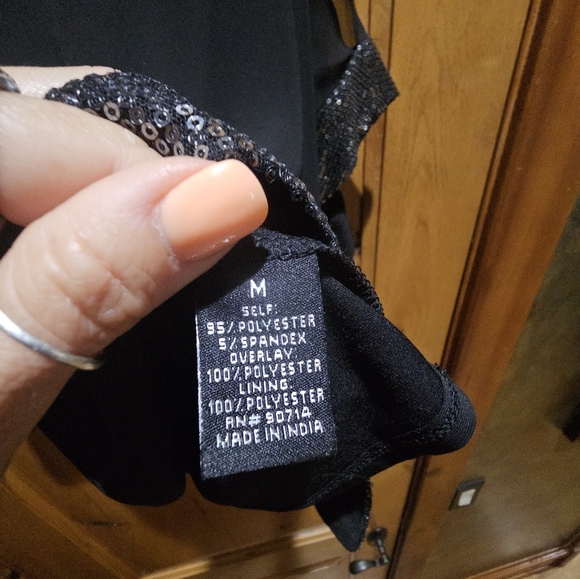 M
SELF:
95% POLYESTER
5% SPANDEX
OVERLAY:
100% POLYESTER
LINING:
100% POLYESTER
RN# 90714
MADE IN INDIA